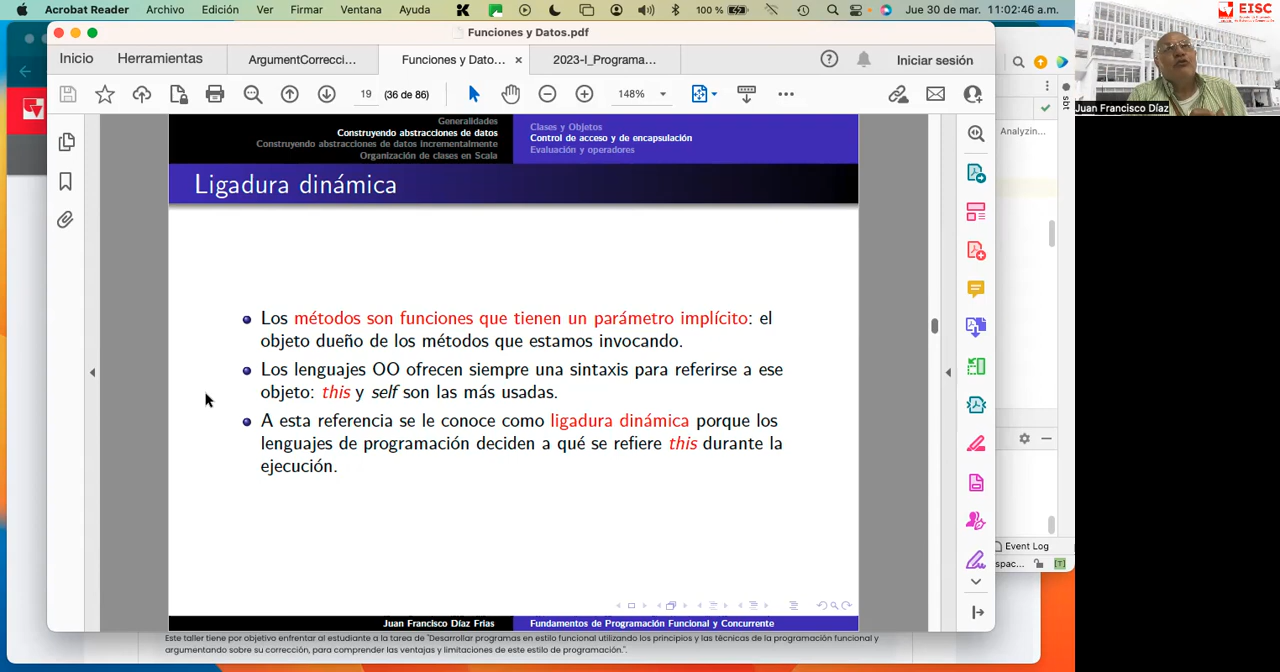 Acrobat Reader Archivo Edición Ver Firmar Ventana Ayuda 100 % Jue 30 de mar. 11:02:46 a.m.
Funciones y Datos.pdf
Inicio Herramientas ArgumentCorrecci... Funciones y Dato... × 2023-I_Programa... Iniciar sesión
19 (36 de 86) 148%
Generalidades
Construyendo abstracciones de datos
Construyendo abstracciones de datos incrementalmente
Organización de clases en Scala
Clases y Objetos
Control de acceso y de encapsulación
Evaluación y operadores
Ligadura dinámica
Los métodos son funciones que tienen un parámetro implícito: el
objeto dueño de los métodos que estamos invocando.
Los lenguajes OO ofrecen siempre una sintaxis para referirse a ese
objeto: this y self son las más usadas.
A esta referencia se le conoce como ligadura dinámica porque los
lenguajes de programación deciden a qué se refiere this durante la
ejecución.
Juan Francisco Díaz Frias Fundamentos de Programación Funcional y Concurrente
Este taller tiene por objetivo enfrentar al estudiante a la tarea de "Desarrollar programas en estilo funcional utilizando los principios y las técnicas de la programación funcional y
argumentando sobre su corrección, para comprender las ventajas y limitaciones de este estilo de programación.".
sbt
Analyzin...
Event Log
spac...
EISC
Juan Francisco Díaz